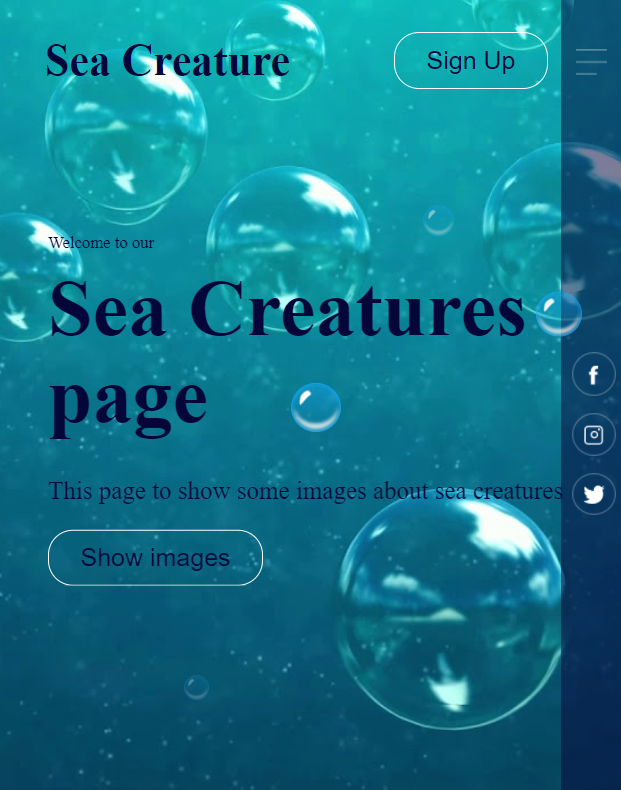 Sea Creature
Sign Up
Welcome to our
Sea Creatures
page
This page to show some images about sea creatures
Show images